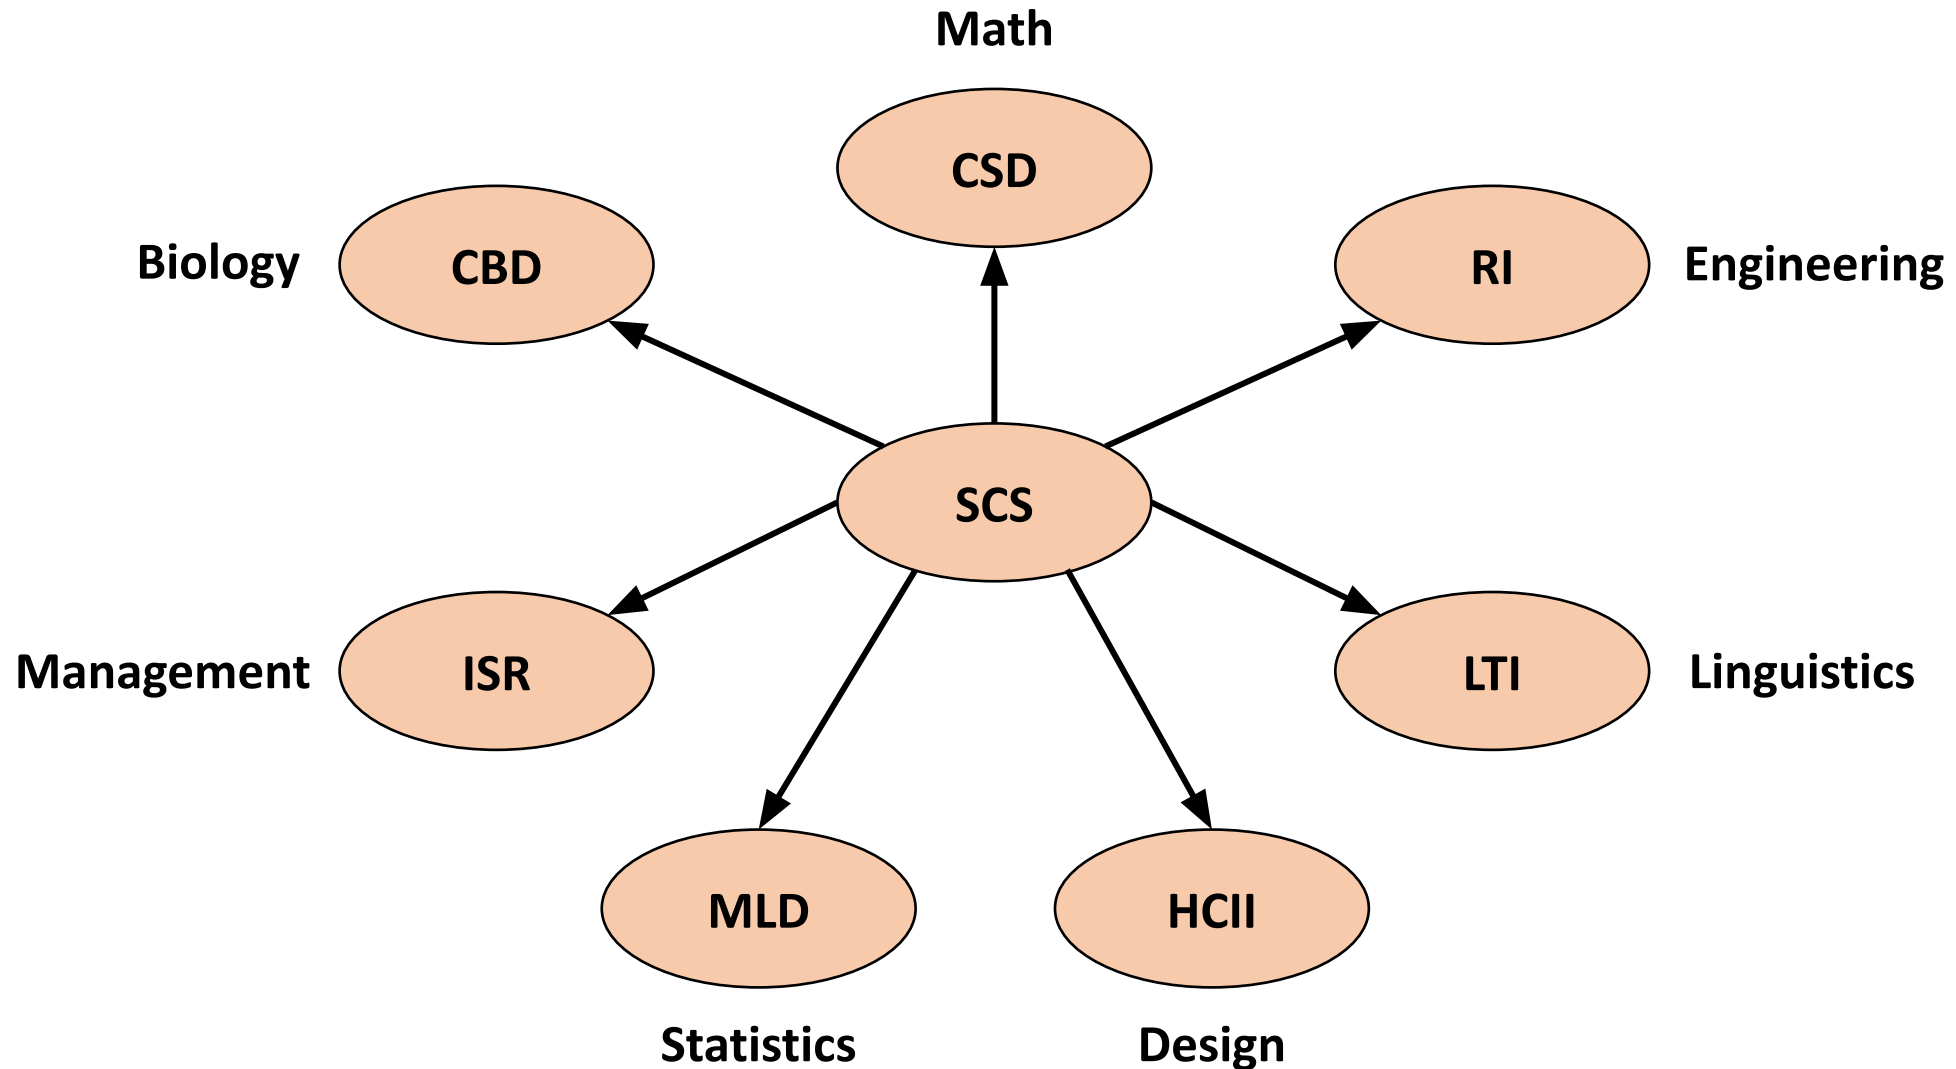 Math
CSD
Biology
CBD
RI
Engineering
SCS
Management
ISR
LTI
Linguistics
MLD
HCII
Statistics
Design